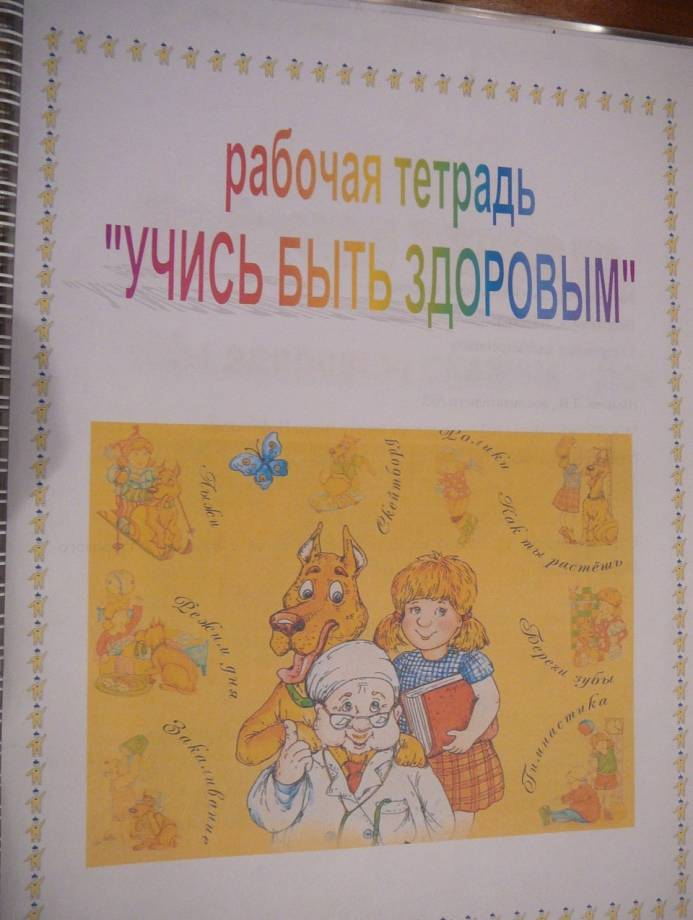 рабочая тетрадь
"УЧИСЬ БЫТЬ ЗДОРОВЫМ"
Лыжи
Скейтборд
Ролики
Как ты растёшь
Режим дня
Береги зубы
Закаливание
Гимнастика